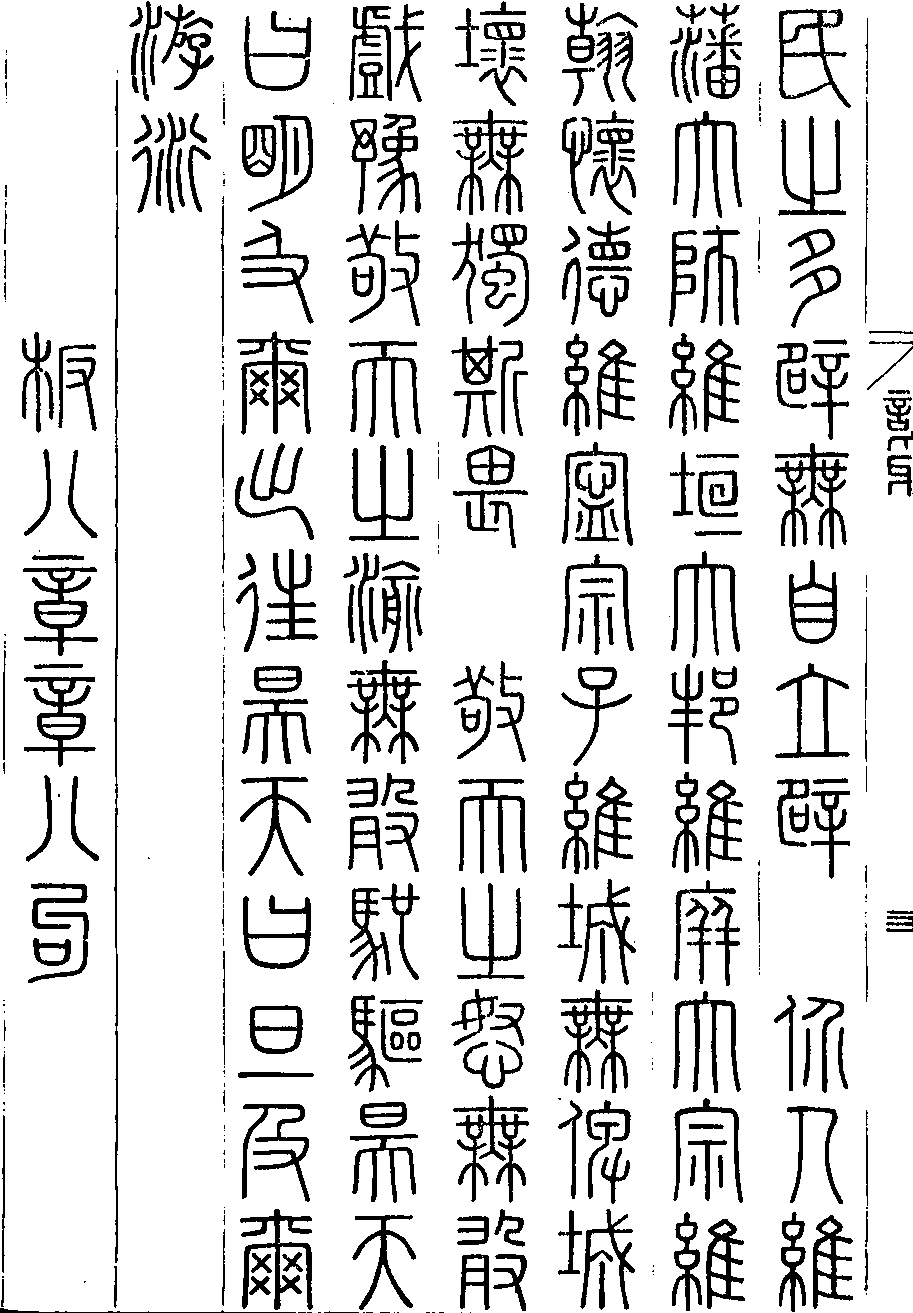 民之多辟無自立辟　价人維
藩大師維垣大邦維屏大宗維
翰懷德維寧宗子維城無俾城
壞無獨斯畏　敬天之怒無敢
戲豫敬天之渝無敢馳驅昊天
曰明及爾出往昊天曰旦及爾
游衍
板八章章八句